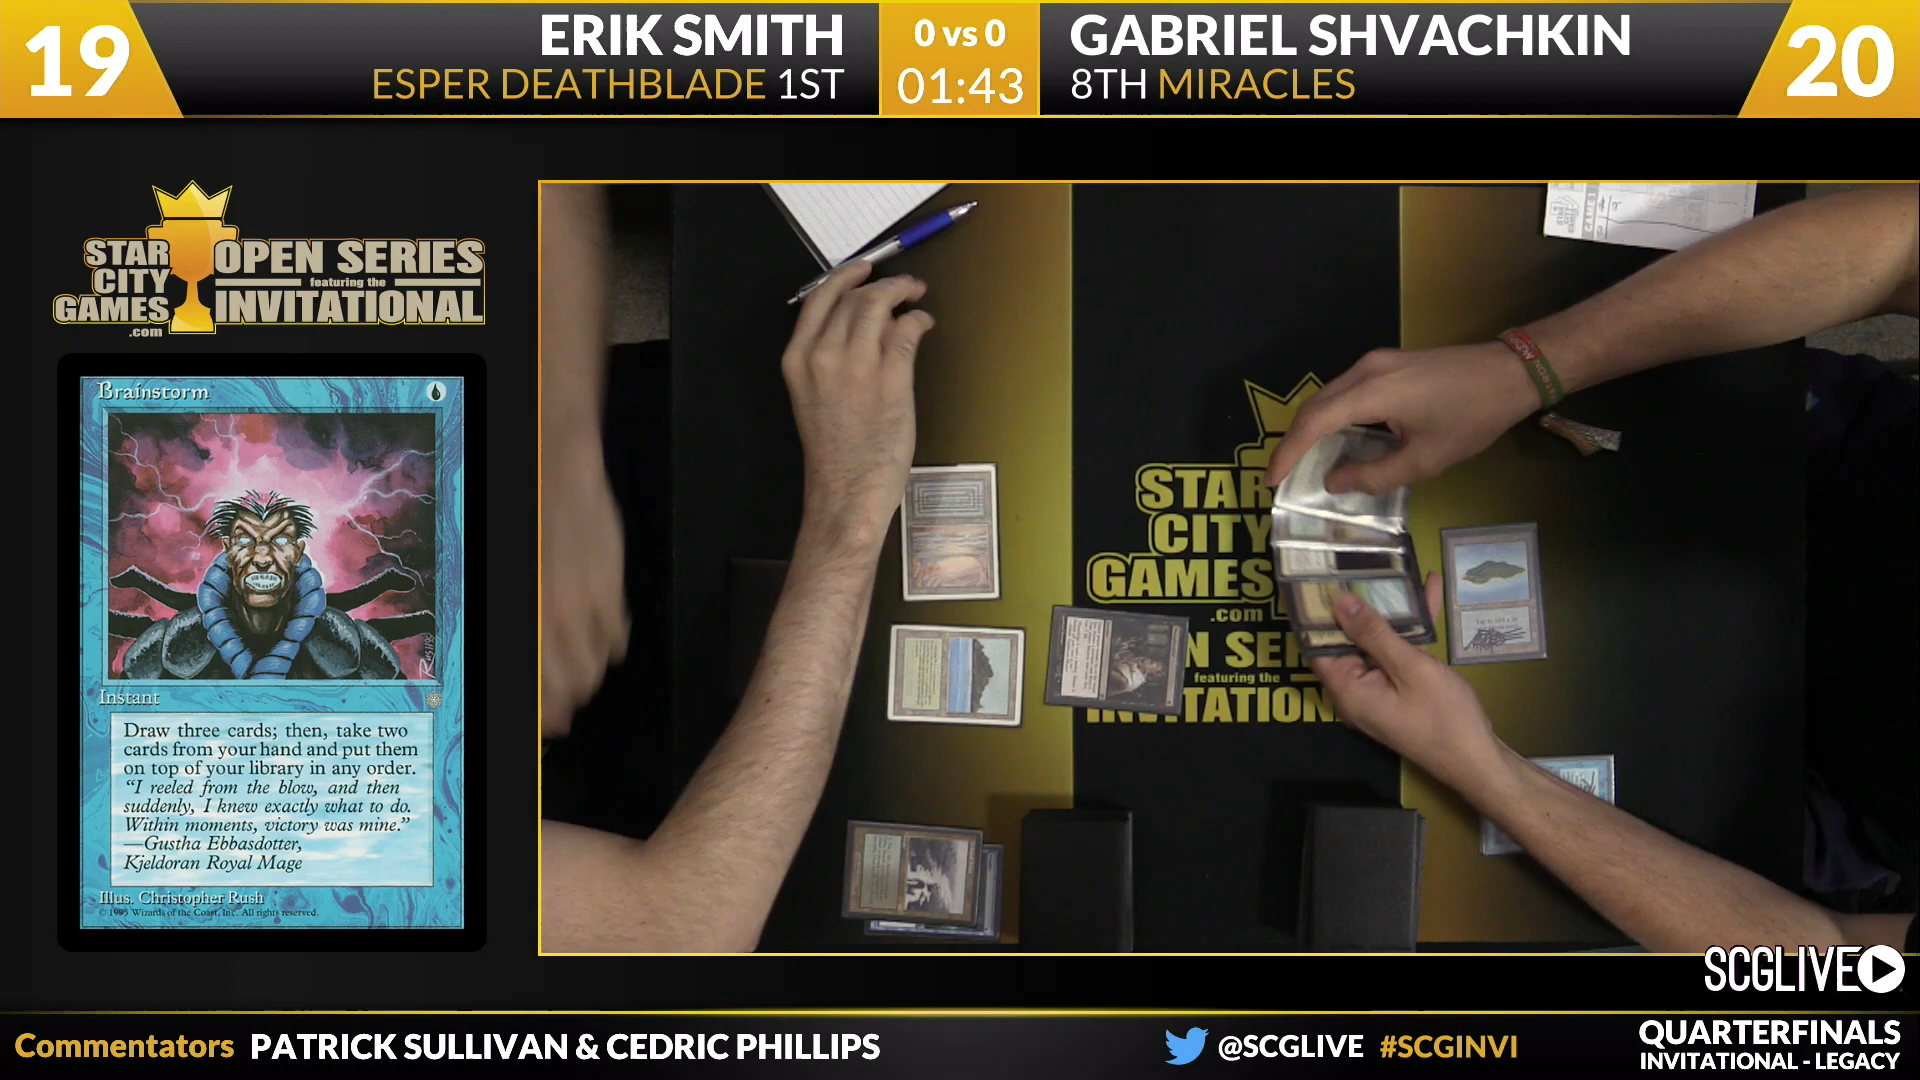 19
ERIK SMITH
ESPER DEATHBLADE 1ST
0 vs 0
01:43
GABRIEL SHVACHKIN
8TH MIRACLES
20
STAR CITY GAMES .com
OPEN SERIES
featuring the
INVITATIONAL
Brainstorm
Instant
Draw three cards; then, take two
cards from your hand and put them
on top of your library in any order.
“I reeled from the blow, and then
suddenly, I knew exactly what to do.
Within moments, victory was mine.”
—Gustha Ebbasdotter,
Kjeldoran Royal Mage
Illus. Christopher Rush
© 1995 Wizards of the Coast, Inc. All rights reserved.
STAR
CITY
GAMES
.com
N SE
featuring the
INVITATION
SCGLIVE
Commentators PATRICK SULLIVAN & CEDRIC PHILLIPS
@SCGLIVE #SCGINVI
QUARTERFINALS
INVITATIONAL - LEGACY